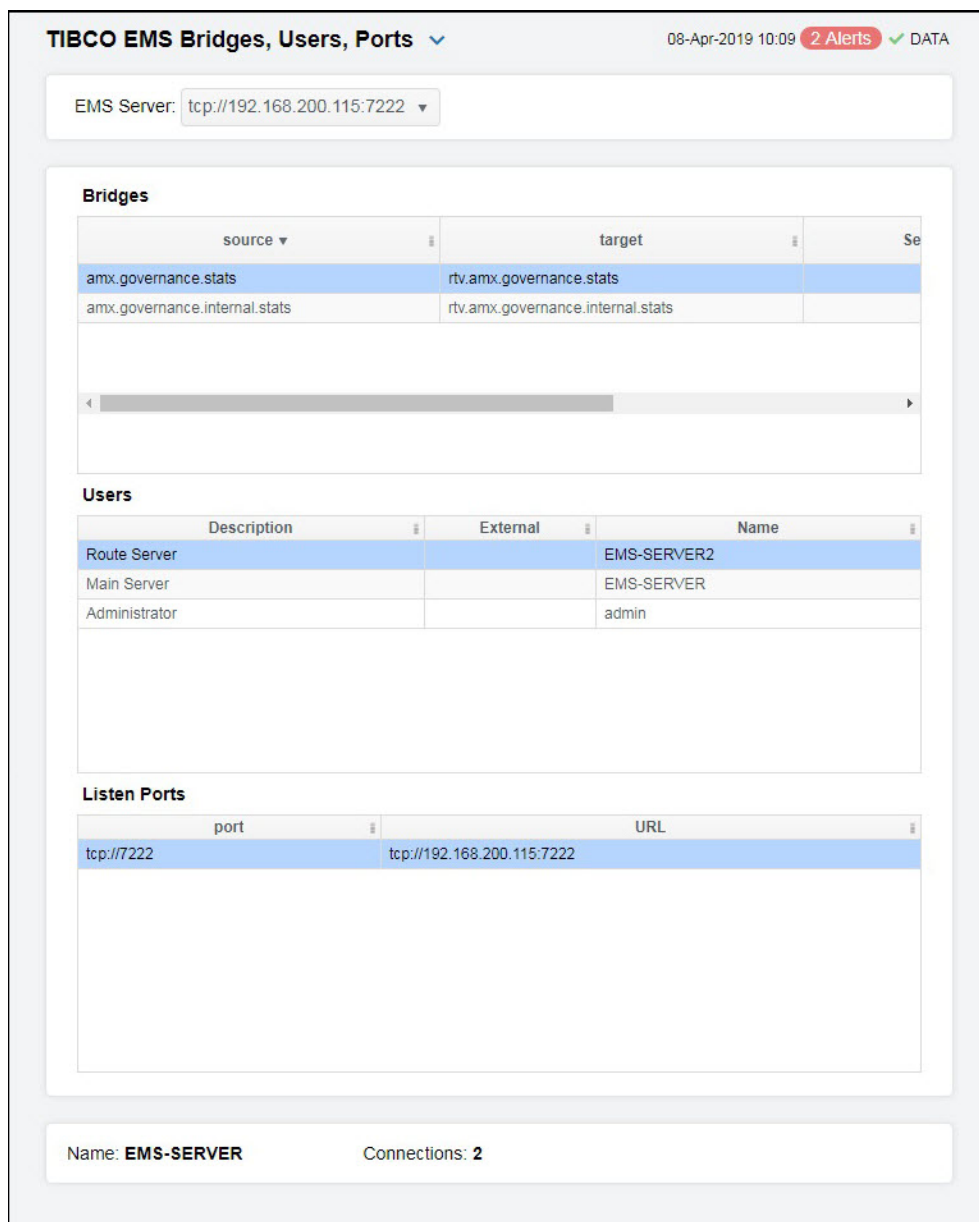 TIBCO EMS Bridges, Users, Ports 08-Apr-2019 10:09 2 Alerts DATA
EMS Server: tcp://192.168.200.115:7222
Bridges
source target Se
amx.governance.stats rtv.amx.governance.stats
amx.governance.internal.stats rtv.amx.governance.internal.stats
Users
Description External Name
Route Server EMS-SERVER2
Main Server EMS-SERVER
Administrator admin
Listen Ports
port URL
tcp://7222 tcp://192.168.200.115:7222
Name: EMS-SERVER Connections: 2